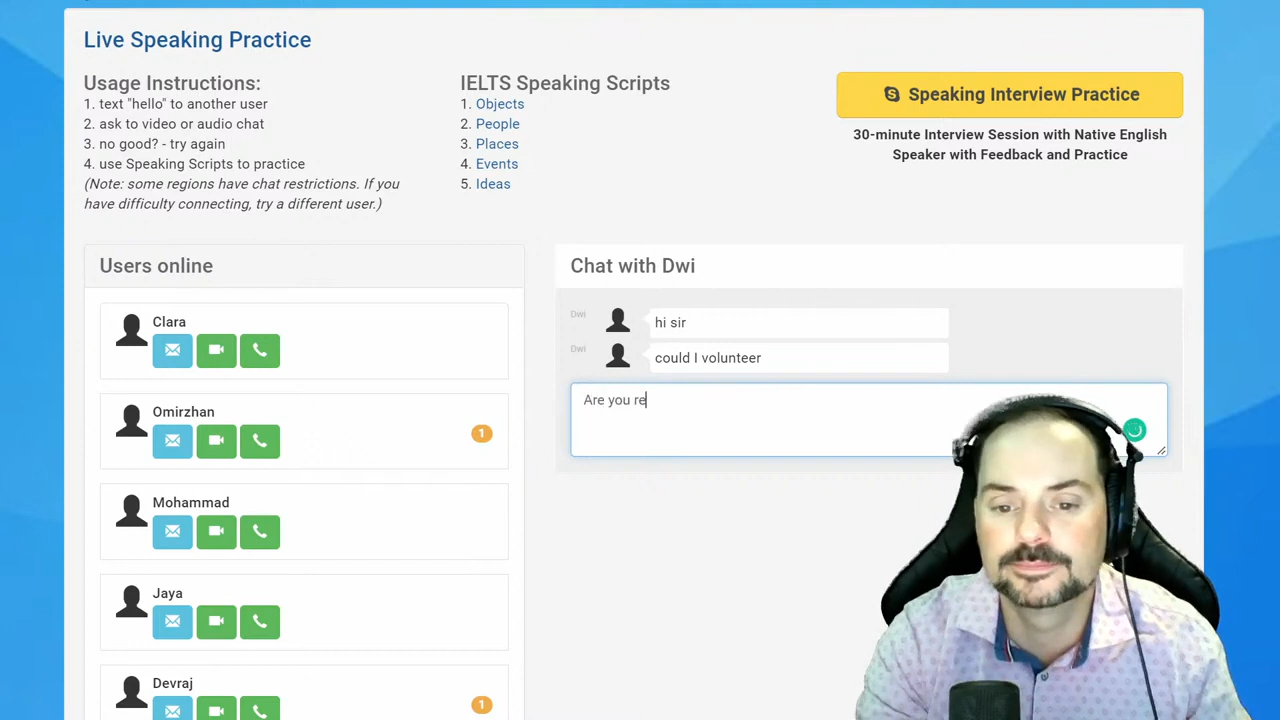 Live Speaking Practice
Usage Instructions:
1. text "hello" to another user
2. ask to video or audio chat
3. no good? - try again
4. use Speaking Scripts to practice
(Note: some regions have chat restrictions. If you
have difficulty connecting, try a different user.)
IELTS Speaking Scripts
1. Objects
2. People
3. Places
4. Events
5. Ideas
Speaking Interview Practice
30-minute Interview Session with Native English
Speaker with Feedback and Practice
Users online
Clara
Omirzhan
1
Mohammad
Jaya
Devraj
1
Chat with Dwi
Dwi
hi sir
Dwi
could I volunteer
Are you re